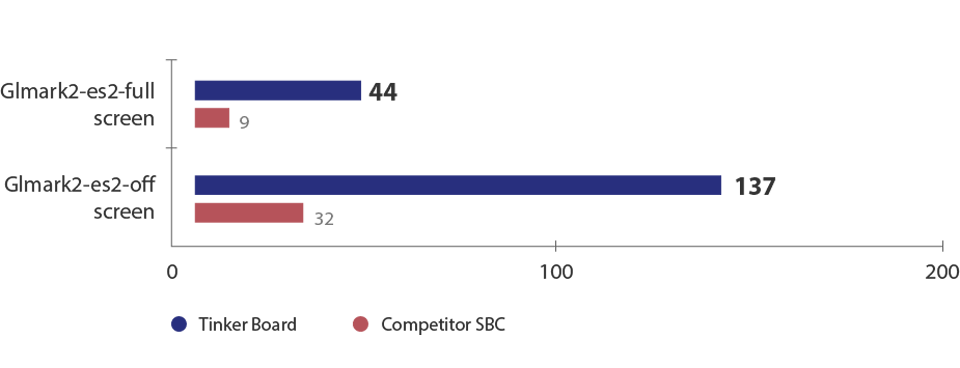 Glmark2-es2-full
screen
44
9
Glmark2-es2-off
screen
137
32
0 100 200
Tinker Board Competitor SBC